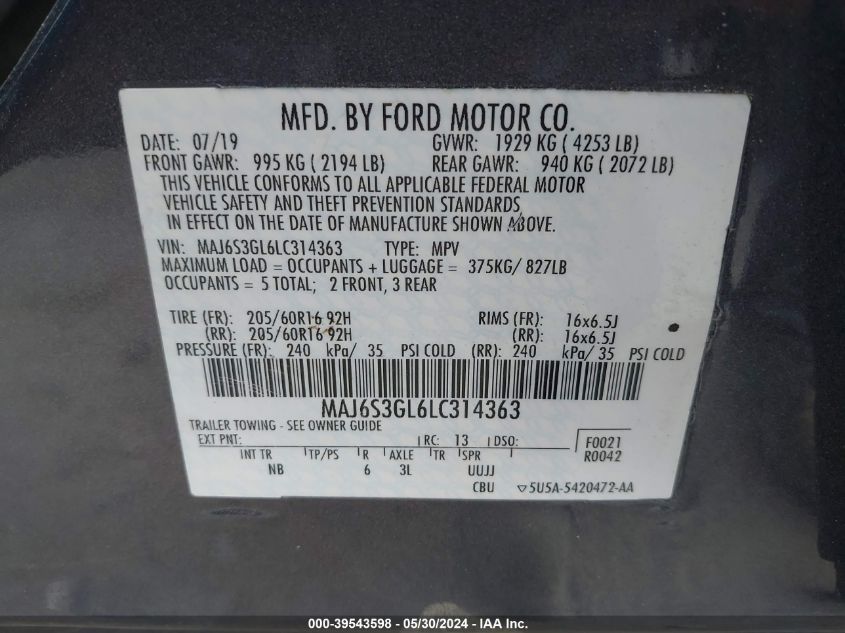 MFD. BY FORD MOTOR CO.
DATE: 07/19 GVWR: 1929 KG ( 4253 LB)
FRONT GAWR: 995 KG ( 2194 LB) REAR GAWR: 940 KG ( 2072 LB)
THIS VEHICLE CONFORMS TO ALL APPLICABLE FEDERAL MOTOR
VEHICLE SAFETY AND THEFT PREVENTION STANDARDS
IN EFFECT ON THE DATE OF MANUFACTURE SHOWN ABOVE.
VIN: MAJ6S3GL6LC314363 TYPE: MPV
MAXIMUM LOAD = OCCUPANTS + LUGGAGE = 375KG/ 827LB
OCCUPANTS = 5 TOTAL; 2 FRONT, 3 REAR
TIRE (FR): 205/60R16 92H RIMS (FR): 16x6.5J
(RR): 205/60R16 92H (RR): 16x6.5J
PRESSURE (FR): 240 kPa/ 35 PSI COLD (RR): 240 kPa/ 35 PSI COLD
MAJ6S3GL6LC314363
TRAILER TOWING - SEE OWNER GUIDE
EXT PNT: RC: 13 DSO: F0021
R0042
INT TR TP/PS R AXLE TR SPR
NB 6 3L UUJJ
CBU ▽5U5A-5420472-AA
000-39543598 - 05/30/2024 - IAA Inc.